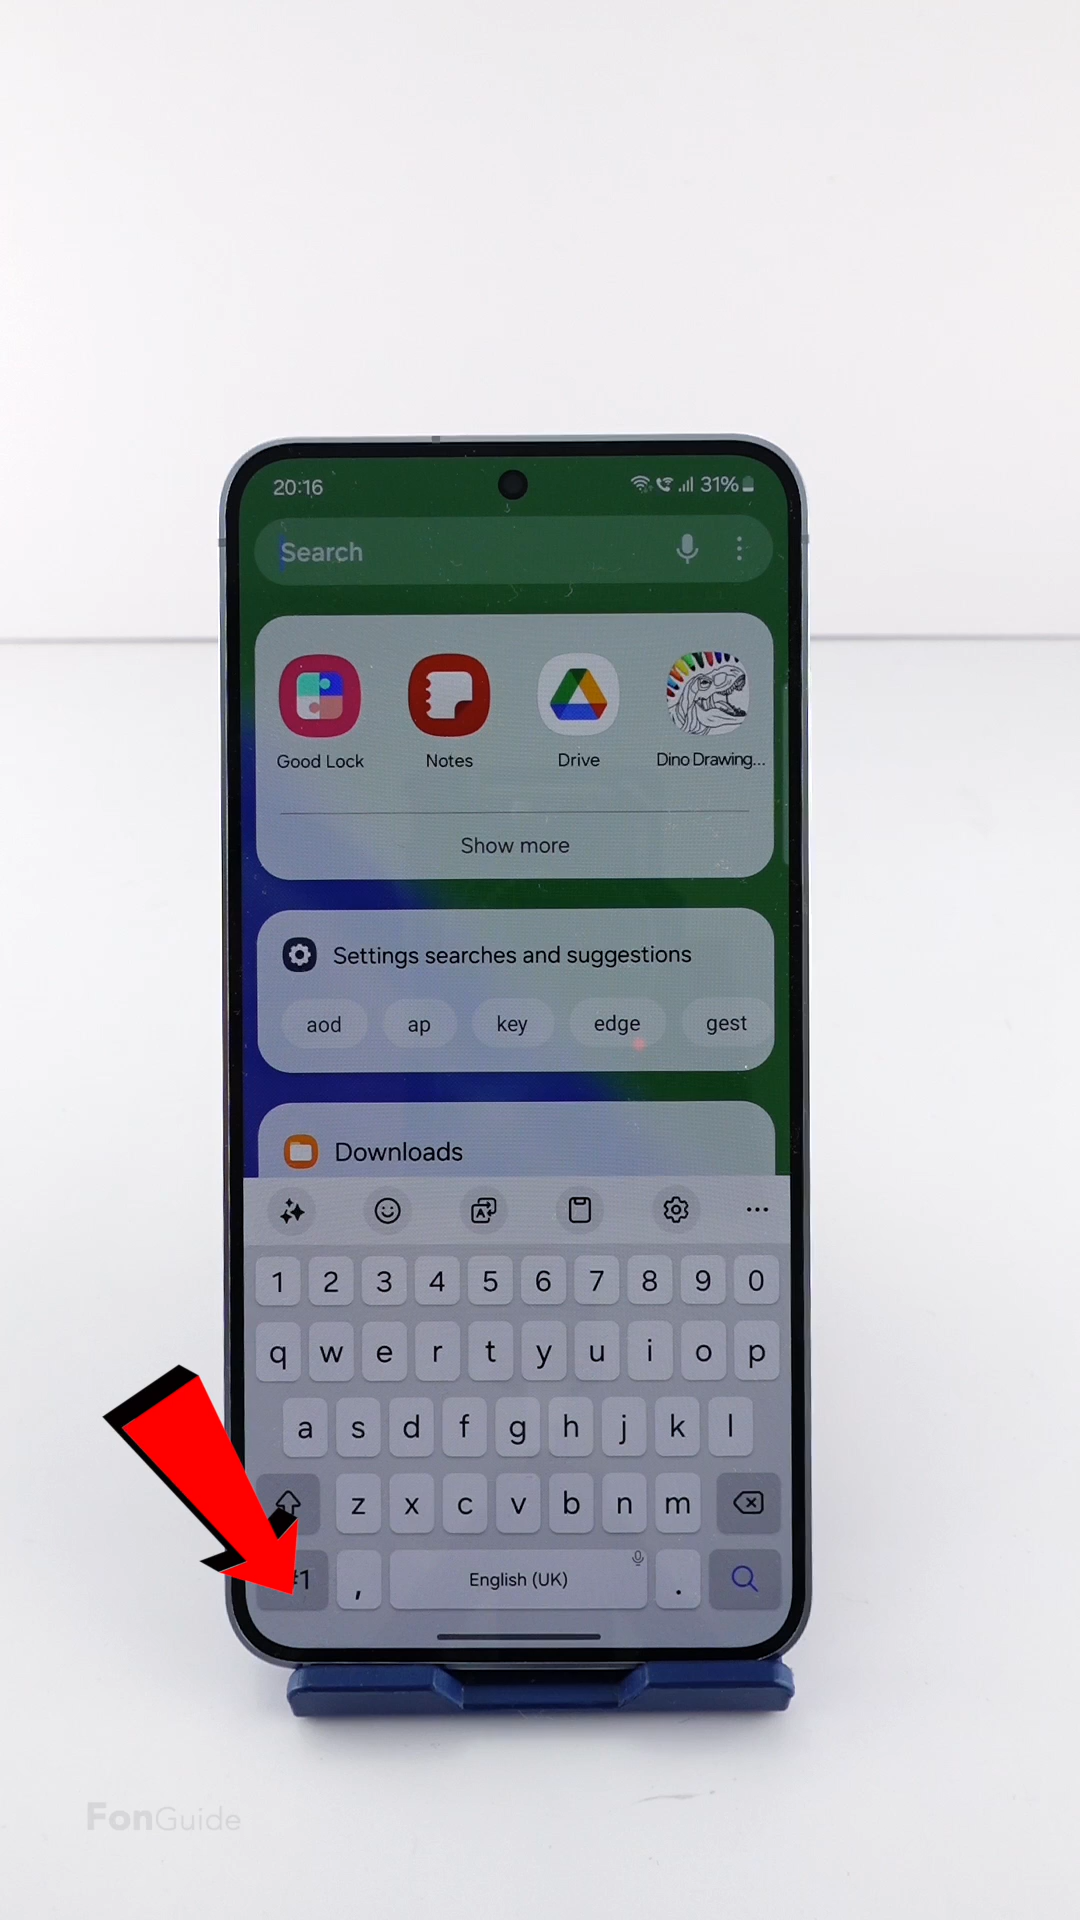 20:16 31%
Search
Good Lock Notes Drive Dino Drawing...
Show more
Settings searches and suggestions
aod ap key edge gest
Downloads
1 2 3 4 5 6 7 8 9 0
q w e r t y u i o p
a s d f g h j k l
z x c v b n m
#1 , English (UK) .
FonGuide